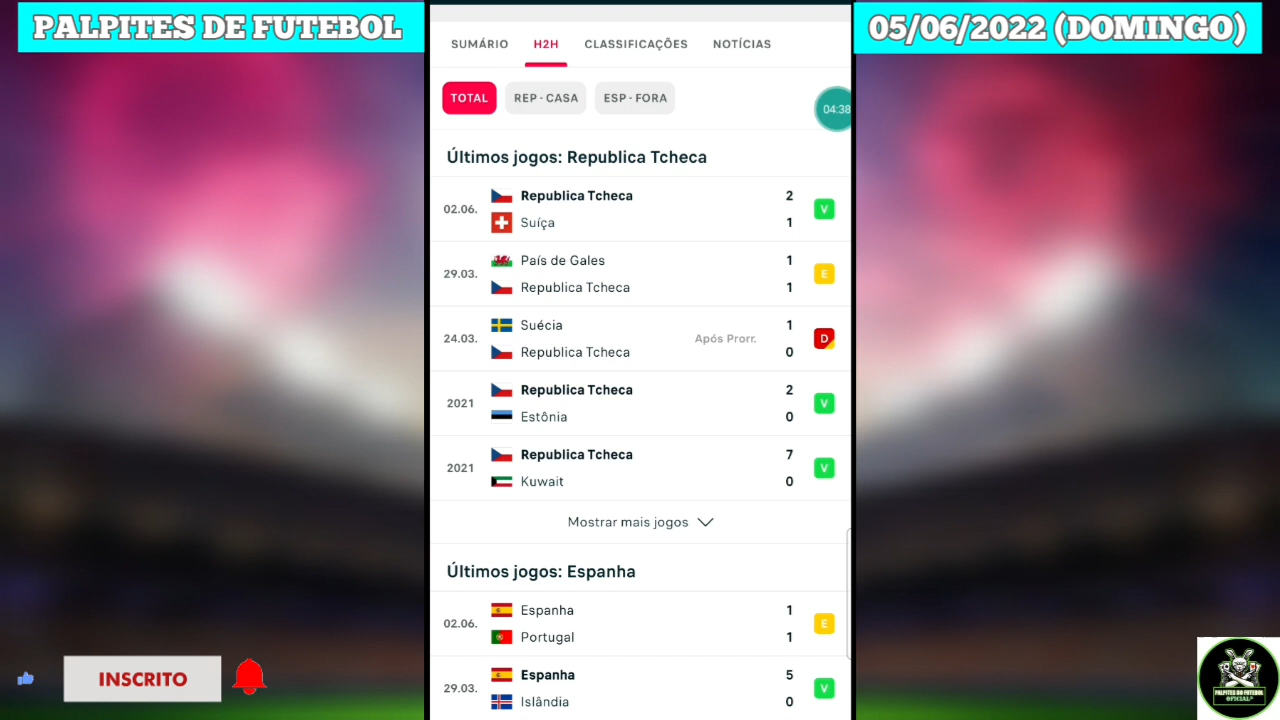 PALPITES DE FUTEBOL
05/06/2022 (DOMINGO)
SUMÁRIO H2H CLASSIFICAÇÕES NOTÍCIAS
TOTAL REP - CASA ESP - FORA
04:38
Últimos jogos: Republica Tcheca
02.06. Republica Tcheca 2 V
Suíça 1
29.03. País de Gales 1 E
Republica Tcheca 1
24.03. Suécia 1 Após Prorr. D
Republica Tcheca 0
2021 Republica Tcheca 2 V
Estônia 0
2021 Republica Tcheca 7 V
Kuwait 0
Mostrar mais jogos
Últimos jogos: Espanha
02.06. Espanha 1 E
Portugal 1
29.03. Espanha 5 V
Islândia 0
INSCRITO
PALPITES DO FUTEBOL
OFICIAL